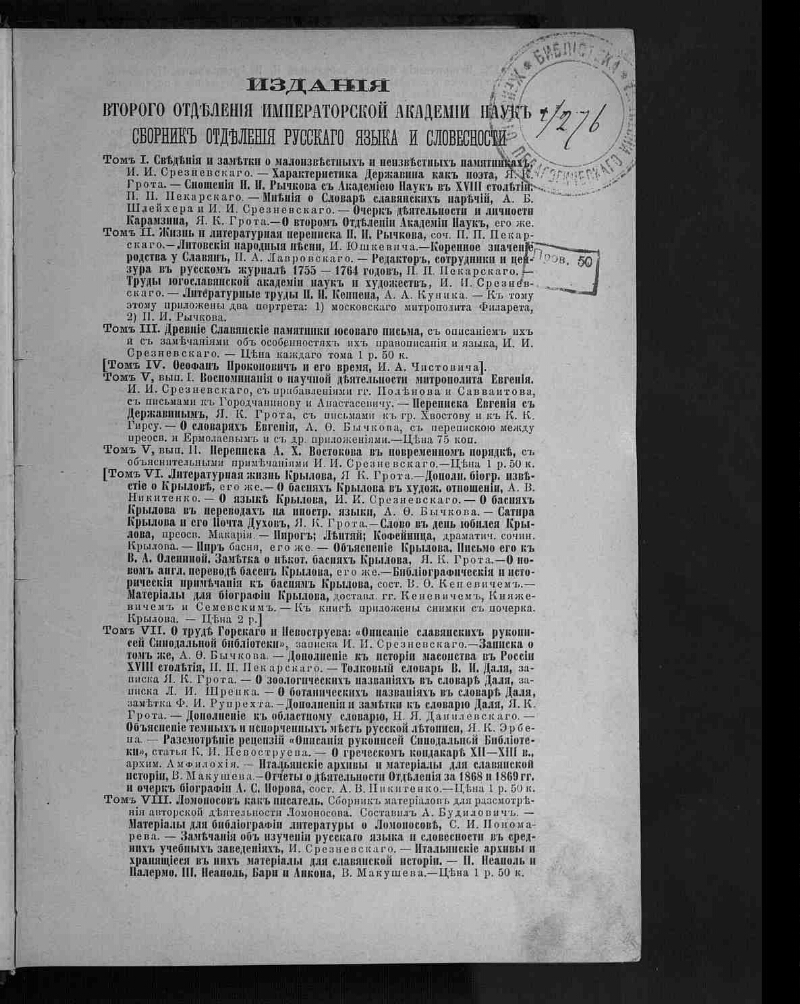 ИЗДАНІЯ
ВТОРОГО ОТДѢЛЕНІЯ ИМПЕРАТОРСКОЙ АКАДЕМІИ НАУКЪ
СБОРНИКЪ ОТДѢЛЕНІЯ РУССКАГО ЯЗЫКА И СЛОВЕСНОСТИ
Томъ I. Свѣдѣнія и замѣтки о малоизвѣстныхъ и неизвѣстныхъ памятникахъ,
И. И. Срезневскаго. — Характеристика Державина какъ поэта, Я. К.
Грота. — Сношенія П. И. Рычкова съ Академіею Наукъ въ XVIII столѣтіи,
П. П. Пекарскаго. — Мнѣнія о Словарѣ славянскихъ нарѣчій, А. Б.
Шлейхера и И. И. Срезневскаго. — Очеркъ дѣятельности и личности
Карамзина, Я. К. Грота. — О второмъ Отдѣленіи Академіи Наукъ, его же.
Томъ II. Жизнь и литературная переписка П. И. Рычкова, соч. П. П. Пекар-
скаго. — Литовскія народныя пѣсни, И. Юшкевича. — Коренное значеніе
родства у Славянъ, П. А. Лавровскаго. — Редакторъ, сотрудники и цен-
зура въ русскомъ журналѣ 1755 — 1764 годовъ, П. П. Пекарскаго. —
Труды югославянской академіи наукъ и художествъ, И. И. Срезнев-
скаго. — Литературные труды П. И. Кеппена, А. А. Куника. — Къ тому
этому приложены два портрета: 1) московскаго митрополита Филарета,
2) П. И. Рычкова.
Томъ III. Древніе Славянскіе памятники юсоваго письма, съ описаніемъ ихъ
и съ замѣчаніями объ особенностяхъ ихъ правописанія и языка, И. И.
Срезневскаго. — Цѣна каждаго тома 1 р. 50 к.
[Томъ IV. Ѳеофанъ Прокоповичъ и его время, И. А. Чистовича].
Томъ V, вып. I. Воспоминанія о научной дѣятельности митрополита Евгенія.
И. И. Срезневскаго, съ прибавленіями гг. Полѣнова и Савваитова,
съ письмами къ Городчанинову и Анастасевичу. — Переписка Евгенія съ
Державинымъ, Я. К. Грота, съ письмами къ гр. Хвостову и къ К. К.
Гирсу. — О словаряхъ Евгенія, А. Ѳ. Бычкова, съ перепискою между
преосв. и Ермолаевымъ и съ др. приложеніями. — Цѣна 75 коп.
Томъ V, вып. II. Переписка А. Х. Востокова въ повременномъ порядкѣ, съ
объяснительными примѣчаніями И. И. Срезневскаго. — Цѣна 1 р. 50 к.
[Томъ VI. Литературная жизнь Крылова, Я. К. Грота. — Дополн. біогр. извѣ-
стіе о Крыловѣ, его же. — О басняхъ Крылова въ худож. отношеніи, А. В.
Никитенко. — О языкѣ Крылова, И. И. Срезневскаго. — О басняхъ
Крылова въ переводахъ на иностр. языки, А. Ѳ. Бычкова. — Сатира
Крылова и его Почта Духовъ, Я. К. Грота. — Слово въ день юбилея Кры-
лова, преосв. Макарія. — Пирогъ; Лѣнтяй; Кофейница, драматич. сочин.
Крылова. — Пиръ басня, его же. — Объясненіе Крылова. Письмо его къ
В. А. Олениной. Замѣтка о нѣкот. басняхъ Крылова, Я. К. Грота. — О но-
вомъ англ. переводѣ басенъ Крылова, его же. — Библіографическія и исто-
рическія примѣчанія къ баснямъ Крылова, сост. В. Ѳ. Кеневичемъ. —
Матеріалы для біографіи Крылова, доставл. гг. Кеневичемъ, Княже-
вичемъ и Семевскимъ. — Къ книгѣ приложены снимки съ почерка.
Крылова. — Цѣна 2 р.]
Томъ VII. О трудѣ Горскаго и Невоструева: «Описаніе славянскихъ рукопи-
сей Синодальной библіотеки», записка И. И. Срезневскаго. — Записка о
томъ же, А. Ѳ. Бычкова. — Дополненіе къ исторіи масонства въ Россіи
XVIII столѣтія, П. П. Пекарскаго. — Толковый словарь В. И. Даля, за-
писка Я. К. Грота. — О зоологическихъ названіяхъ въ словарѣ Даля, за-
писка Л. И. Шренка. — О ботаническихъ названіяхъ въ словарѣ Даля,
замѣтка Ф. И. Рупрехта. — Дополненія и замѣтки къ словарю Даля, Я. К.
Грота. — Дополненіе къ областному словарю, Н. Я. Данилевскаго. —
Объясненіе темныхъ и испорченныхъ мѣстъ русской лѣтописи, Я. К. Эрбе-
на. — Разсмотрѣніе рецензій «Описанія рукописей Синодальной Библіоте-
ки», статья К. И. Невоструева. — О греческомъ кондакарѣ XII—XIII в.,
архим. Амфилохія. — Итальянскіе архивы и матеріалы для славянской
исторіи, В. Макушева. — Отчеты о дѣятельности Отдѣленія за 1868 и 1869 гг.
и очеркъ біографіи А. С. Норова, сост. А. В. Никитенко. — Цѣна 1 р. 50 к.
Томъ VIII. Ломоносовъ какъ писатель. Сборникъ матеріаловъ для разсмотрѣ-
нія авторской дѣятельности Ломоносова. Составилъ А. Будиловичъ. —
Матеріалы для библіографіи литературы о Ломоносовѣ, С. И. Понома-
рева. — Замѣчанія объ изученіи русскаго языка и словесности въ сред-
нихъ учебныхъ заведеніяхъ, И. Срезневскаго. — Итальянскіе архивы и
хранящіеся въ нихъ матеріалы для славянской исторіи. — II. Неаполь и
Палермо. III. Неаполь, Бари и Анкона, В. Макушева. — Цѣна 1 р. 50 к.
БИБЛІОТЕКА
1/276
Пров. 50